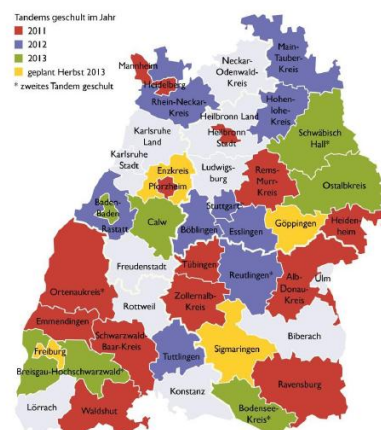 Tandems geschult im Jahr
2011
2012
2013
geplant Herbst 2013
* zweites Tandem geschult
Main-
Tauber-
Kreis
Neckar-
Odenwald-
Kreis
Mannheim
Heidelberg
Rhein-Neckar-
Kreis
Hohen-
lohe-
Kreis
Heilbronn Land
Heilbronn
Stadt
Schwäbisch
Hall*
Karlsruhe
Land
Karlsruhe
Stadt
Enzkreis
Pforzheim
Ludwigs-
burg
Rems-
Murr-
Kreis
Ostalbkreis
Baden-
Baden
Rastatt
Calw
Stuttgart
Böblingen
Esslingen
Göppingen
Heiden-
heim
Freudenstadt
Tübingen
Reutlingen*
Alb-
Donau-
Kreis
Ulm
Ortenaukreis*
Rottweil
Zollernalb-
Kreis
Emmendingen
Schwarzwald-
Baar-Kreis
Tuttlingen
Sigmaringen
Biberach
Freiburg
Breisgau-Hochschwarzwald*
Lörrach
Waldshut
Konstanz
Bodensee-
Kreis*
Ravensburg